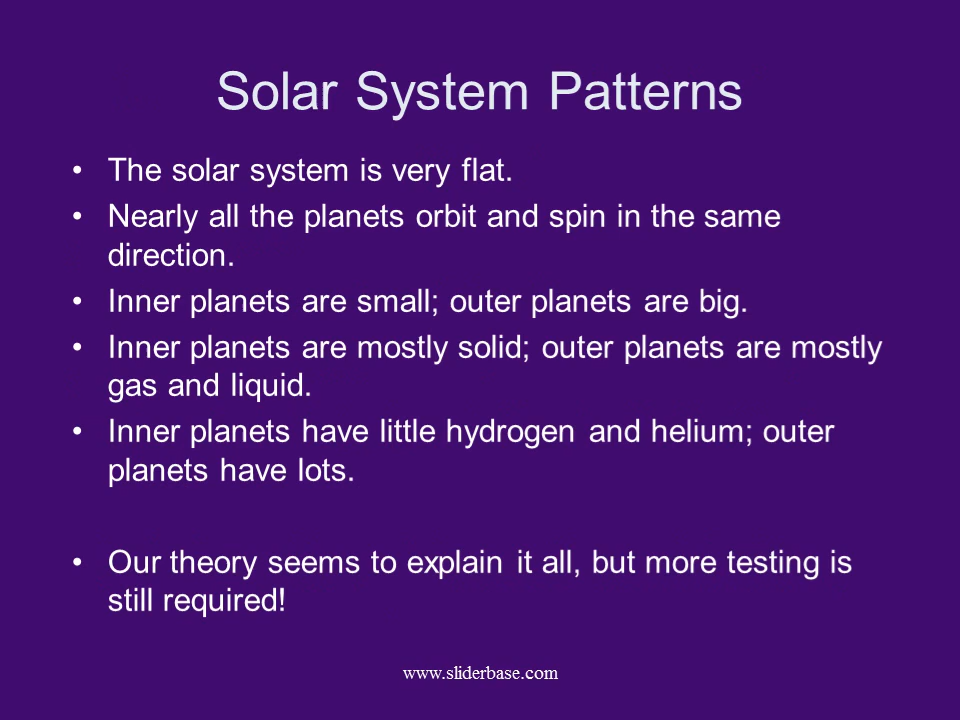 Solar System Patterns
• The solar system is very flat.
• Nearly all the planets orbit and spin in the same
direction.
• Inner planets are small; outer planets are big.
• Inner planets are mostly solid; outer planets are mostly
gas and liquid.
• Inner planets have little hydrogen and helium; outer
planets have lots.
• Our theory seems to explain it all, but more testing is
still required!
www.sliderbase.com